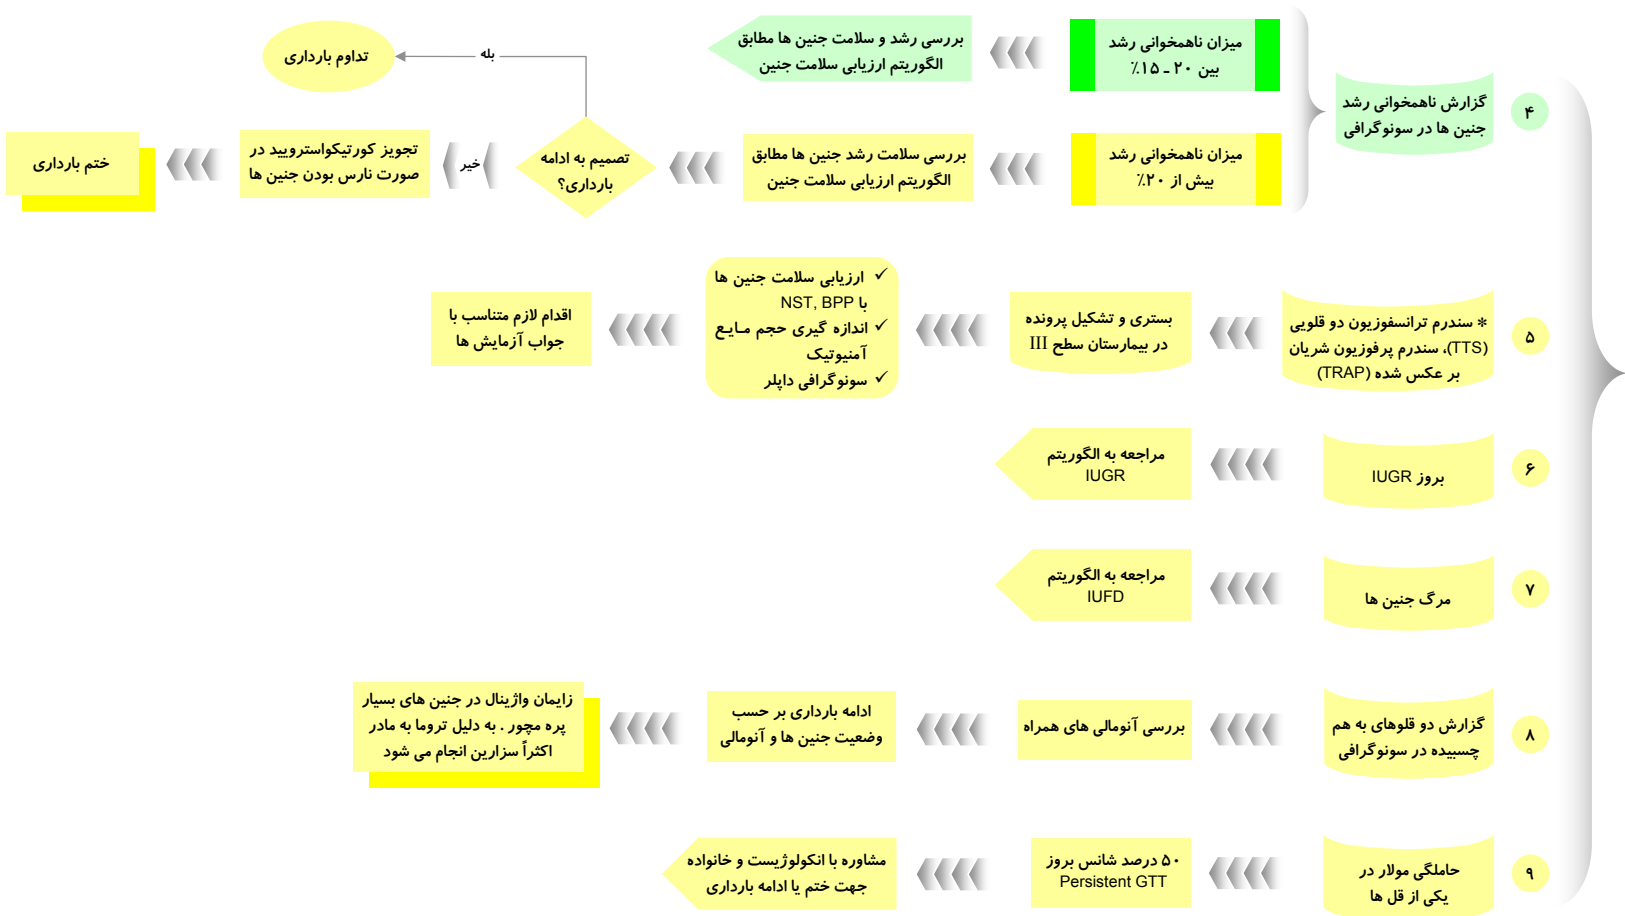 ۴
گزارش ناهمخوانی رشد
جنین ها در سونوگرافی
میزان ناهمخوانی رشد
بین ۲۰ ـ ۱۵٪
بررسی رشد و سلامت جنین ها مطابق
الگوریتم ارزیابی سلامت جنین
میزان ناهمخوانی رشد
بیش از ۲۰٪
بررسی سلامت رشد جنین ها مطابق
الگوریتم ارزیابی سلامت جنین
تصمیم به ادامه
بارداری؟
بله
تداوم بارداری
خیر
تجویز کورتیکواسترویید در
صورت نارس بودن جنین ها
ختم بارداری
۵
* سندرم ترانسفوزیون دو قلویی
(TTS)، سندرم پرفوزیون شریان
بر عکس شده (TRAP)
بستری و تشکیل پرونده
در بیمارستان سطح III
✓ ارزیابی سلامت جنین ها
با NST, BPP
✓ اندازه گیری حجم مـایـع
آمنیوتیک
✓ سونوگرافی داپلر
اقدام لازم متناسب با
جواب آزمایش ها
۶
بروز IUGR
مراجعه به الگوریتم
IUGR
۷
مرگ جنین ها
مراجعه به الگوریتم
IUFD
۸
گزارش دو قلوهای به هم
چسبیده در سونوگرافی
بررسی آنومالی های همراه
ادامه بارداری بر حسب
وضعیت جنین ها و آنومالی
زایمان واژینال در جنین های بسیار
پره مچور . به دلیل تروما به مادر
اکثراً سزارین انجام می شود
۹
حاملگی مولار در
یکی از قل ها
۵۰ درصد شانس بروز
Persistent GTT
مشاوره با انکولوژیست و خانواده
جهت ختم یا ادامه بارداری